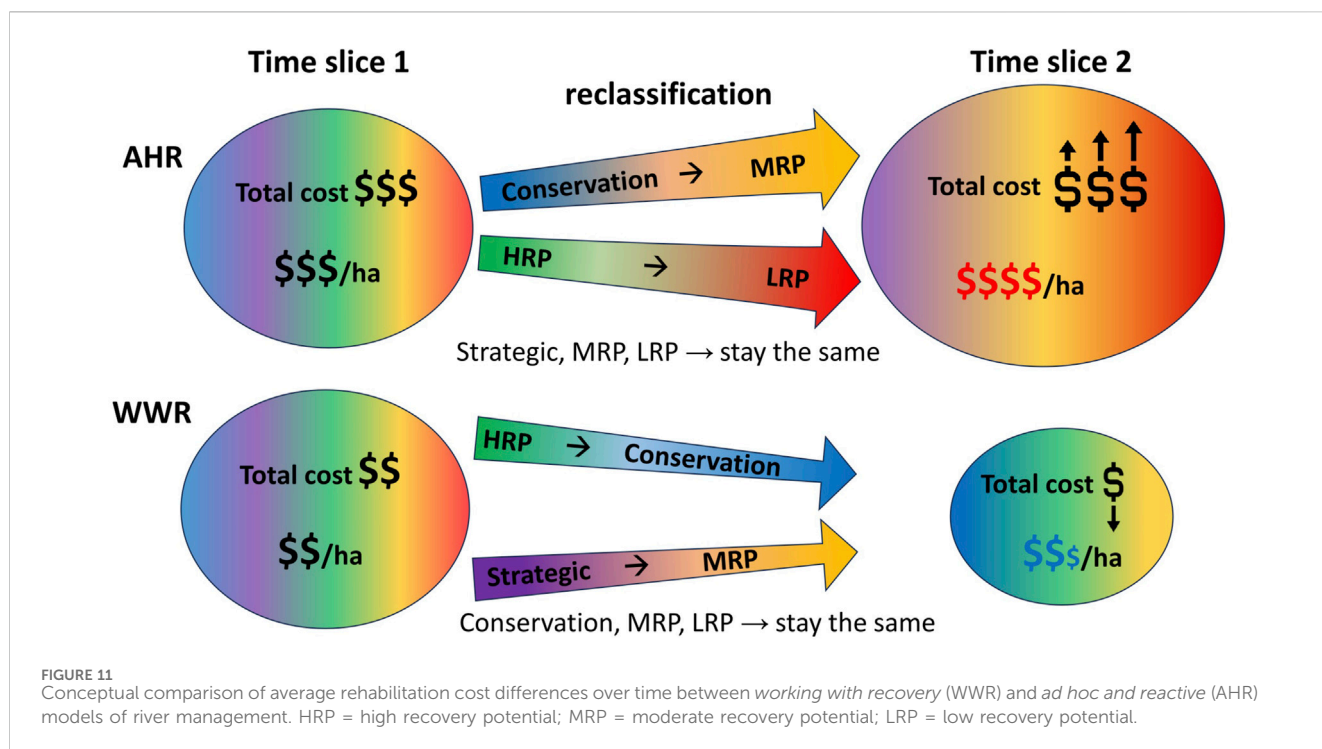 Time slice 1
Time slice 2
reclassification
AHR
Total cost $$$
$$$/ha
Conservation → MRP
HRP → LRP
Strategic, MRP, LRP → stay the same
Total cost $$$
$$$$/ha
WWR
Total cost $$
$$/ha
HRP → Conservation
Strategic → MRP
Conservation, MRP, LRP → stay the same
Total cost $
$$$/ha
FIGURE 11
Conceptual comparison of average rehabilitation cost differences over time between working with recovery (WWR) and ad hoc and reactive (AHR)
models of river management. HRP = high recovery potential; MRP = moderate recovery potential; LRP = low recovery potential.